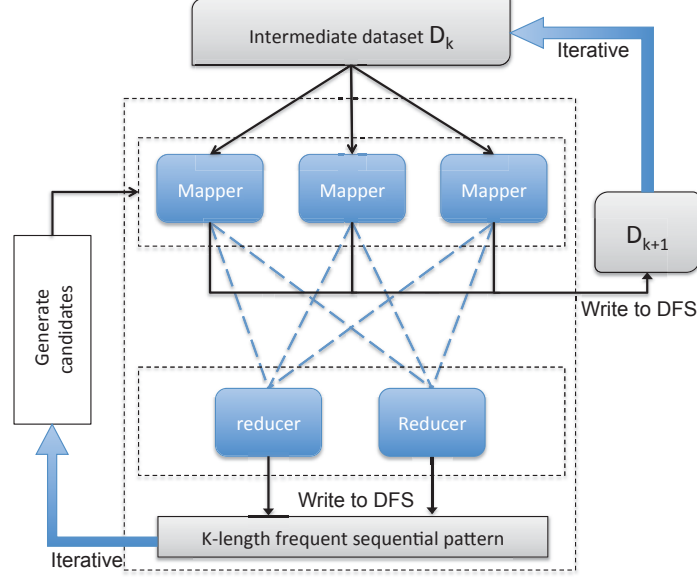 Intermediate dataset Dk
Iterative
Mapper
Mapper
Mapper
Dk+1
Write to DFS
Generate
candidates
reducer
Reducer
Write to DFS
K-length frequent sequential pattern
Iterative